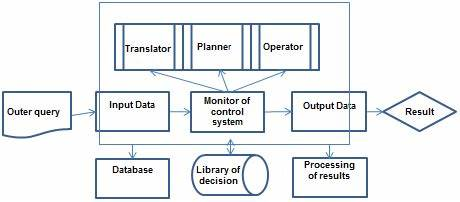 Translator
Planner
Operator
Outer query
Input Data
Monitor of
control
system
Output Data
Result
Database
Library of
decision
Processing
of results